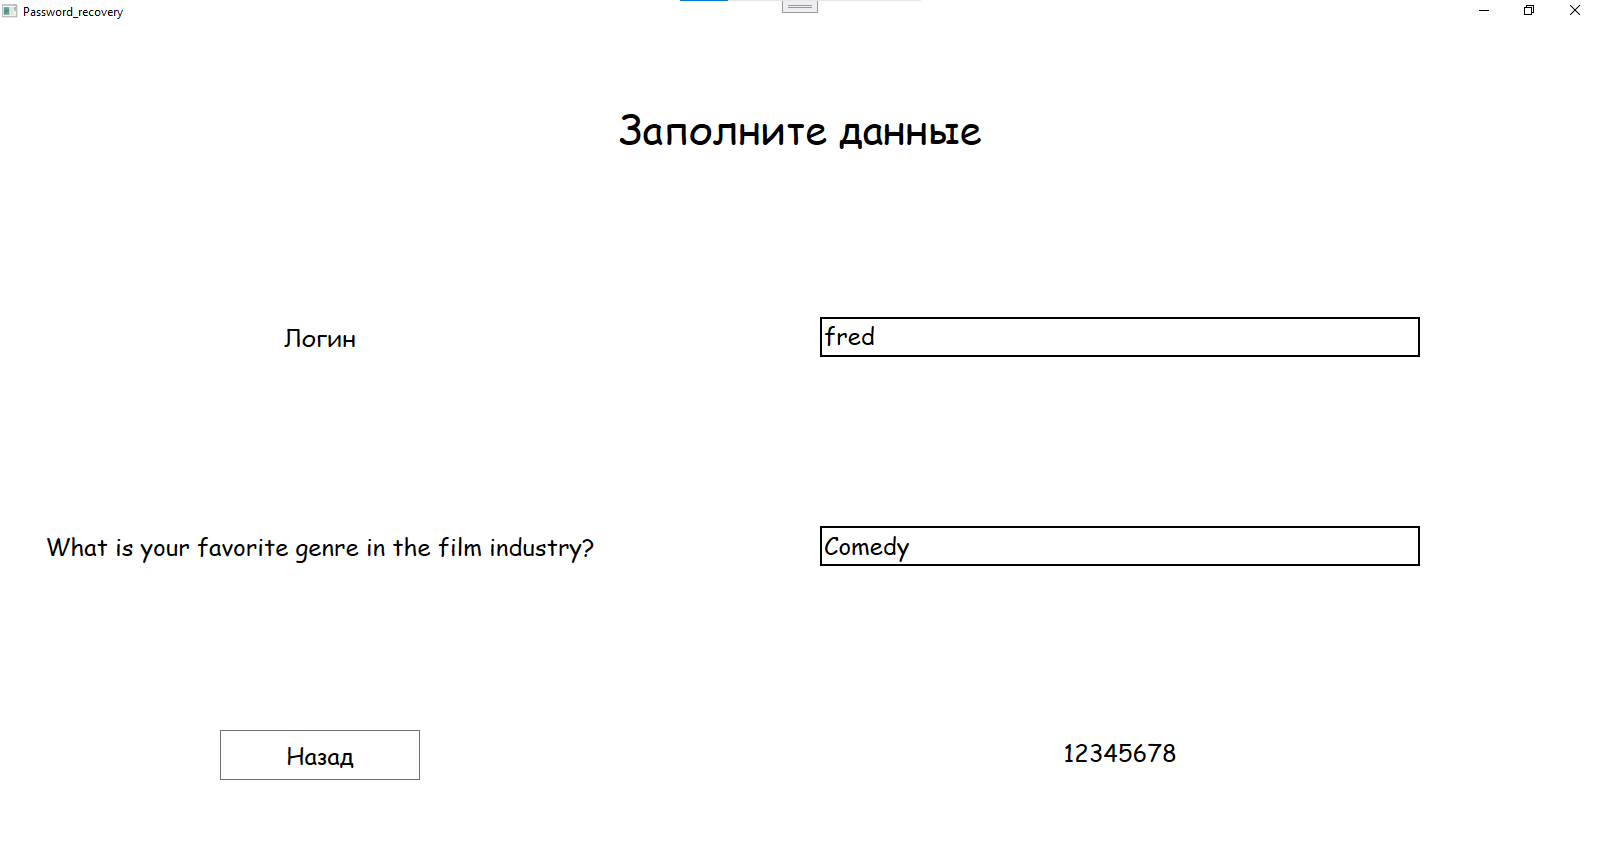 Password_recovery
Заполните данные
Логин
fred
What is your favorite genre in the film industry?
Comedy
Назад
12345678